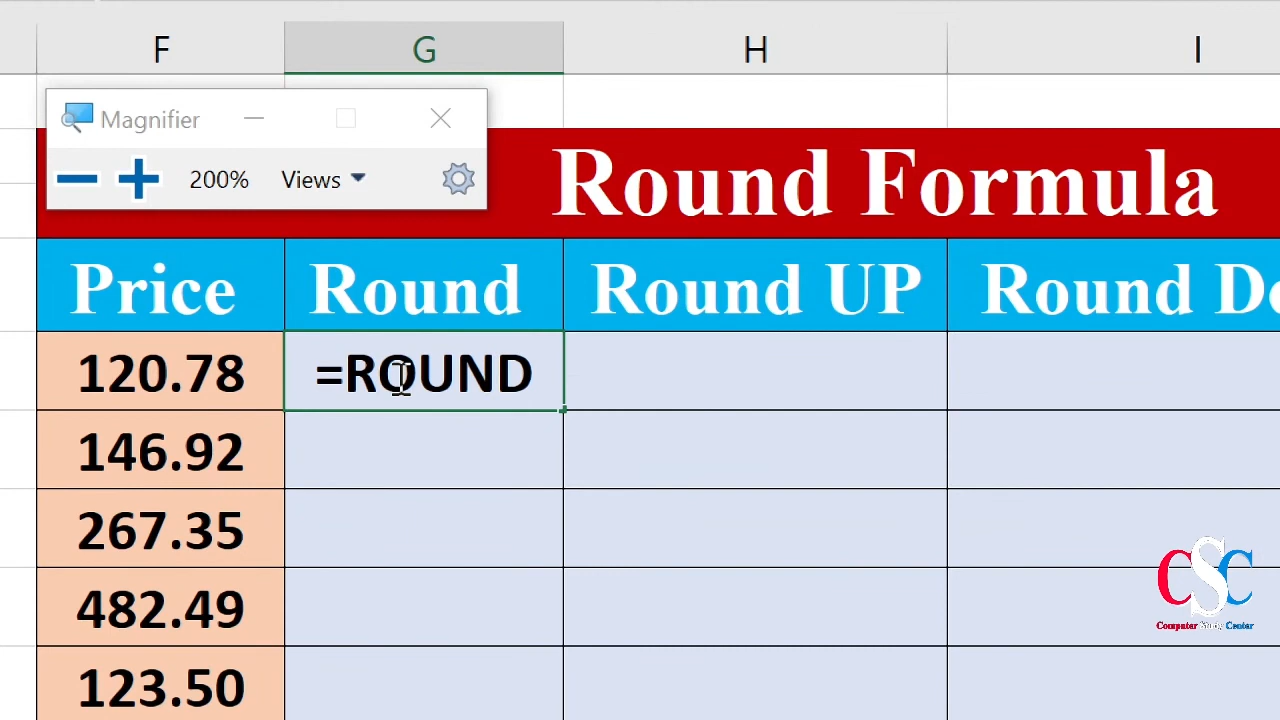 F G H I
Magnifier
200% Views
Round Formula
Price Round Round UP Round Do
120.78 =ROUND
146.92
267.35
482.49
123.50
CSC
Computer Study Center